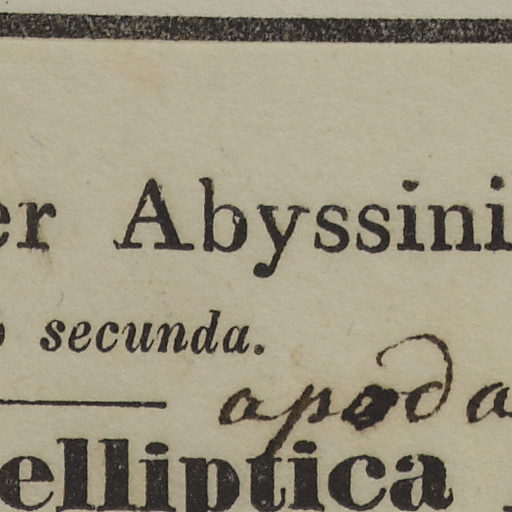 er Abyssini
secunda.
apoda
elliptica